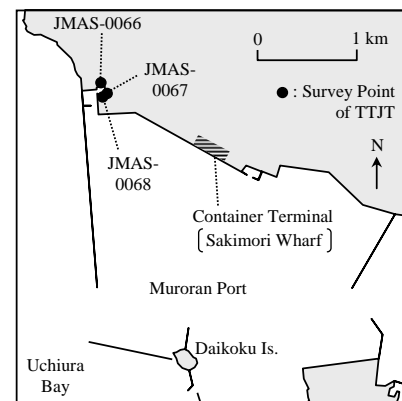 JMAS-0066
0
1 km
JMAS-
0067
● : Survey Point
of TTJT
JMAS-
0068
N
Container Terminal
[Sakimori Wharf]
Muroran Port
Daikoku Is.
Uchiura
Bay